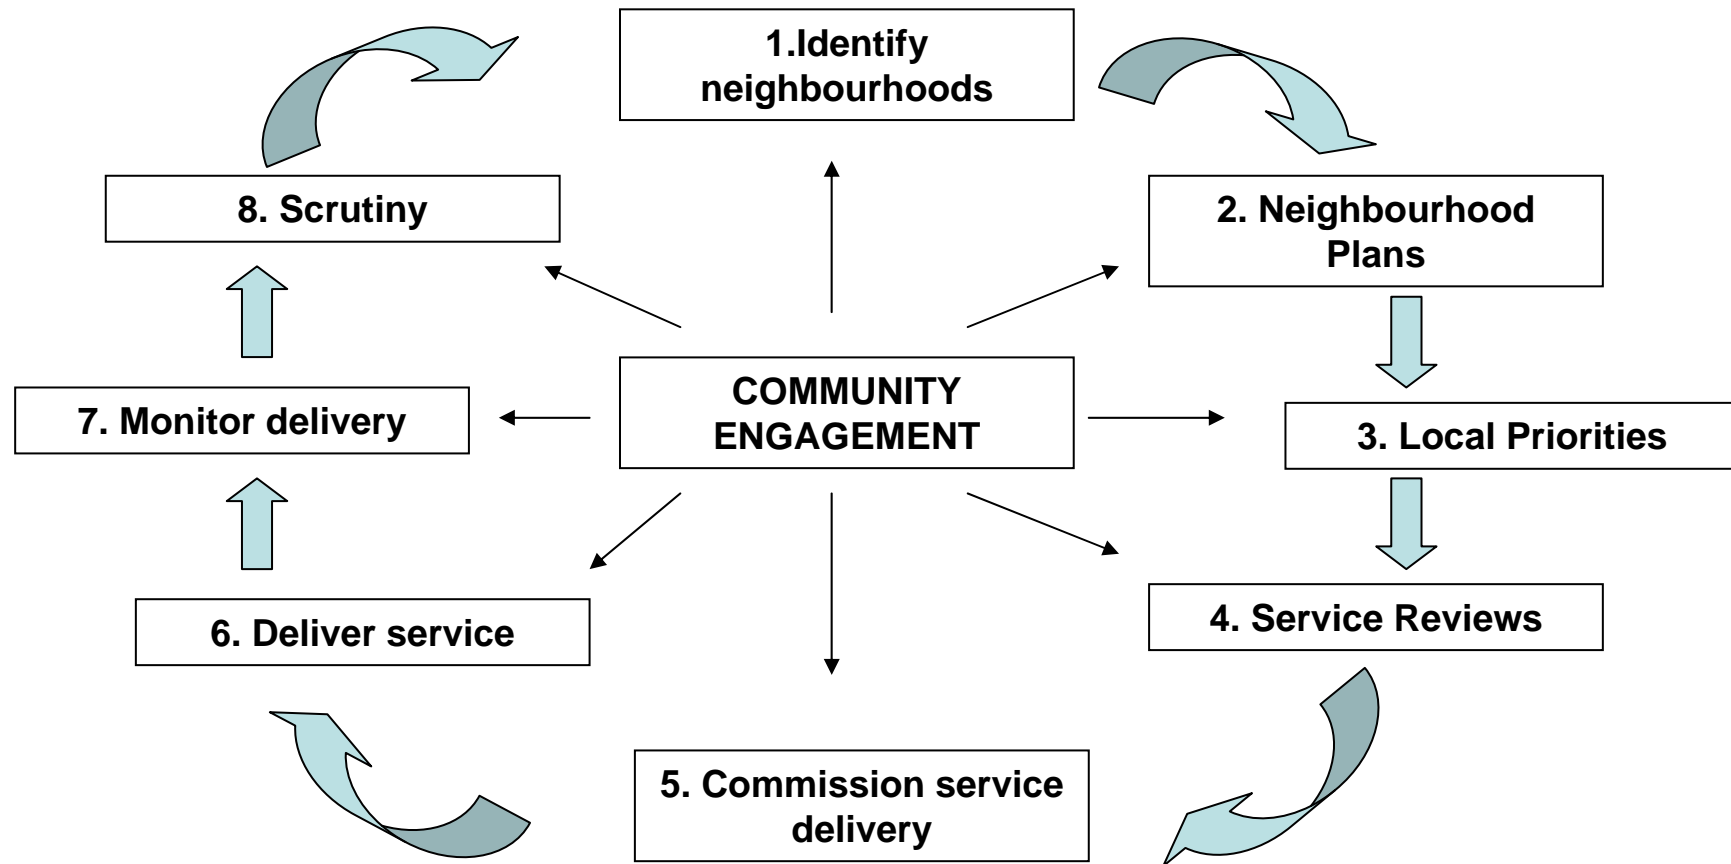 1.Identify
neighbourhoods
2. Neighbourhood
Plans
3. Local Priorities
4. Service Reviews
5. Commission service
delivery
6. Deliver service
7. Monitor delivery
8. Scrutiny
COMMUNITY
ENGAGEMENT